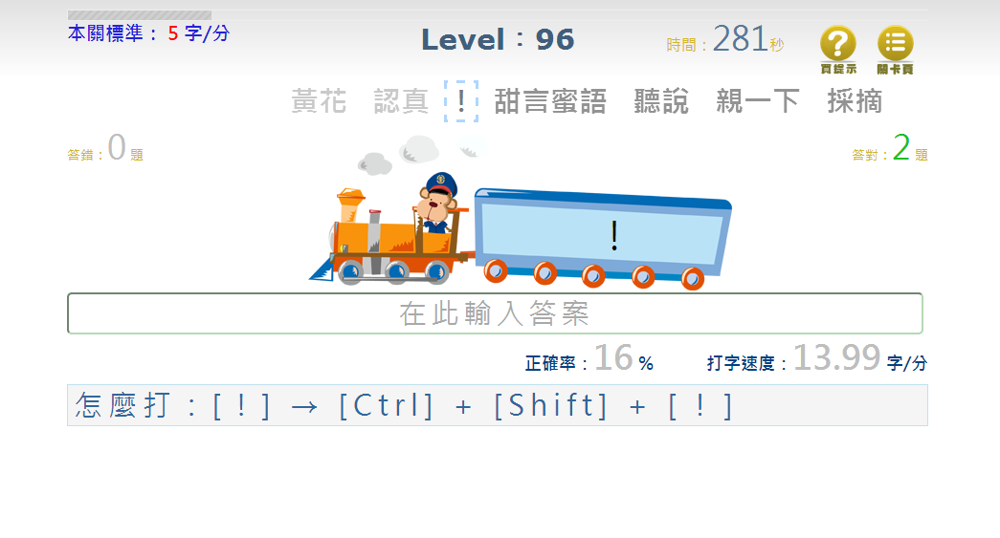 本關標準： 5 字/分
Level：96
時間：281秒
頁提示 關卡頁
黃花 認真 ！ 甜言蜜語 聽說 親一下 採摘
答錯：0 題
答對：2 題
！
在此輸入答案
正確率：16 % 打字速度：13.99 字/分
怎麼打：[！] → [Ctrl] + [Shift] + [ ！ ]